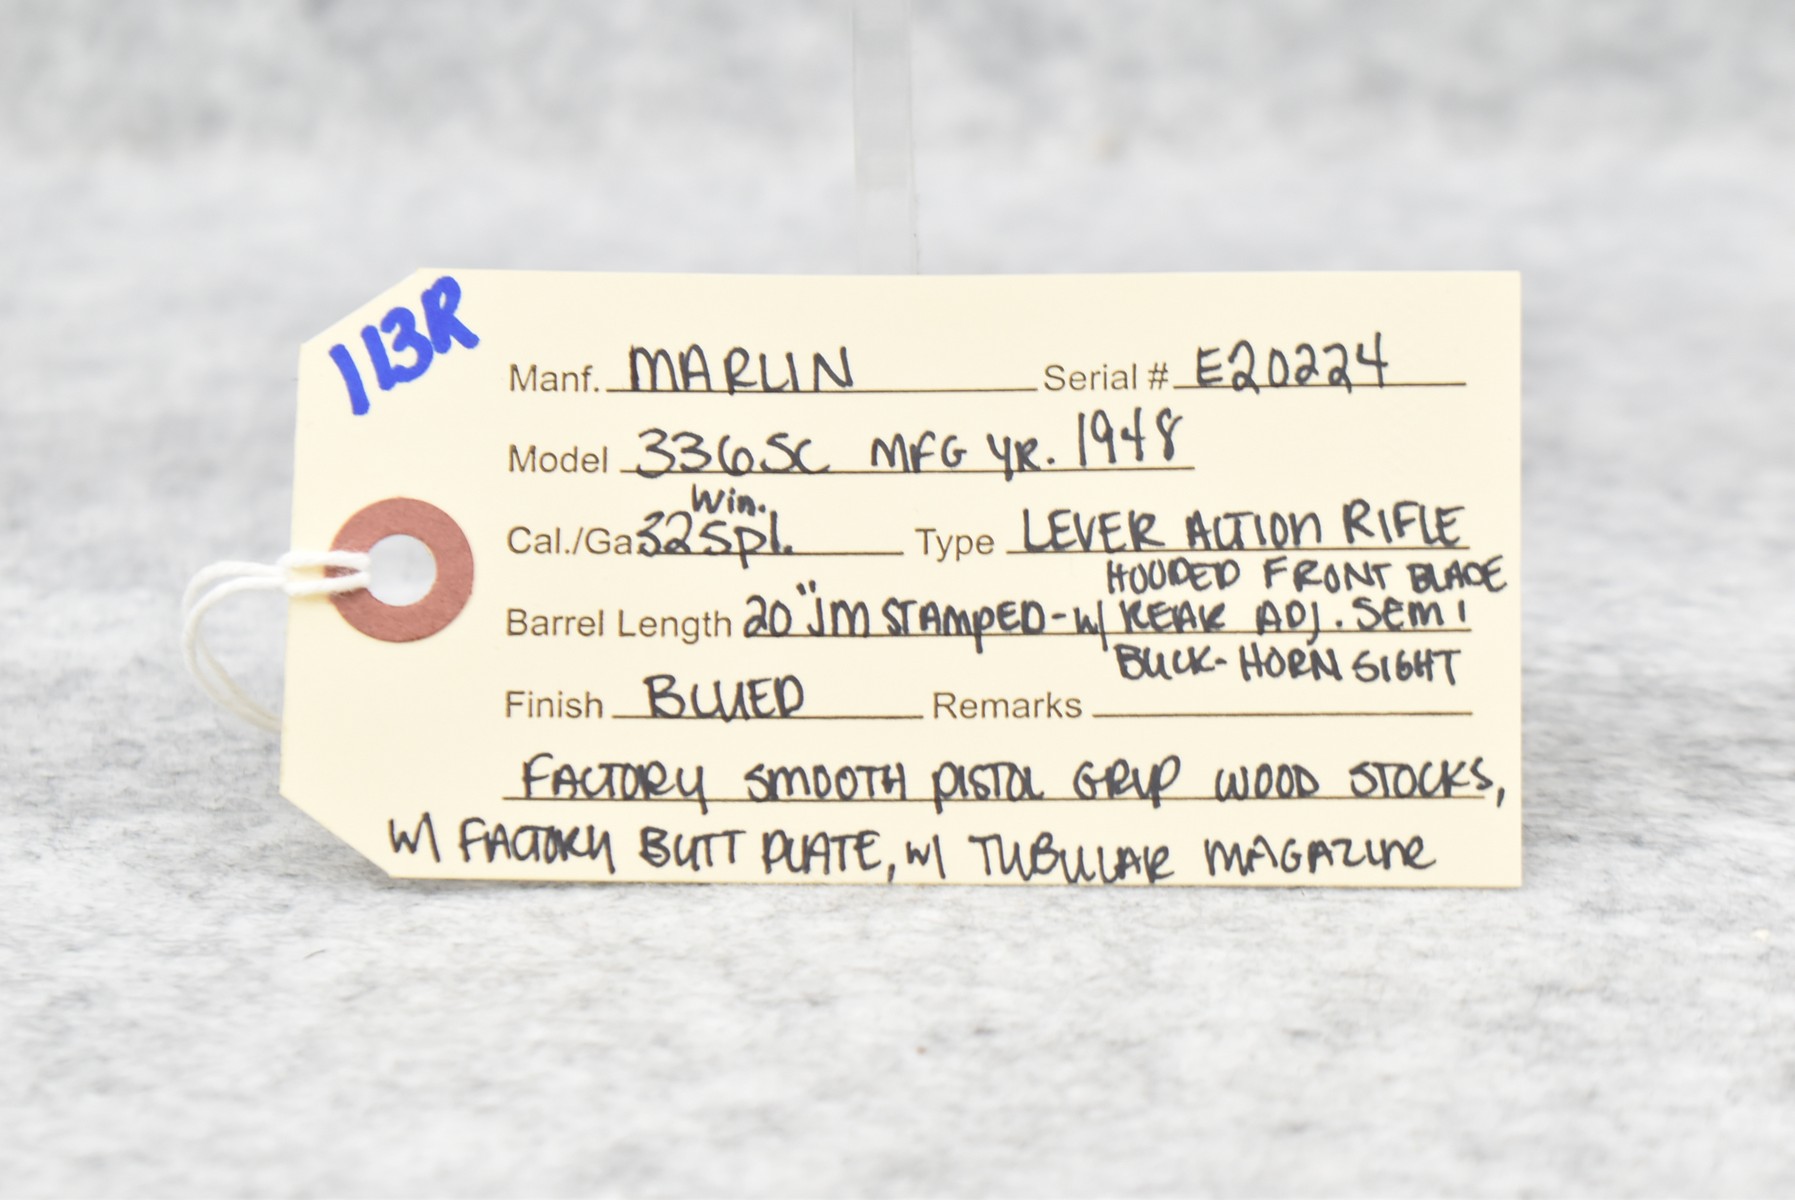 113R
Manf. MARLIN Serial # E20224
Model 336SC MFG YR. 1948
Win.
Cal./Ga. 32 Spl. Type LEVER ACTION RIFLE
HOODED FRONT BLADE
Barrel Length 20" JM STAMPED - W/ REAR ADJ. SEMI
BUCK-HORN SIGHT
Finish BLUED Remarks
FACTORY SMOOTH PISTOL GRIP WOOD STOCKS,
W/ FACTORY BUTT PLATE, W/ TUBULAR MAGAZINE